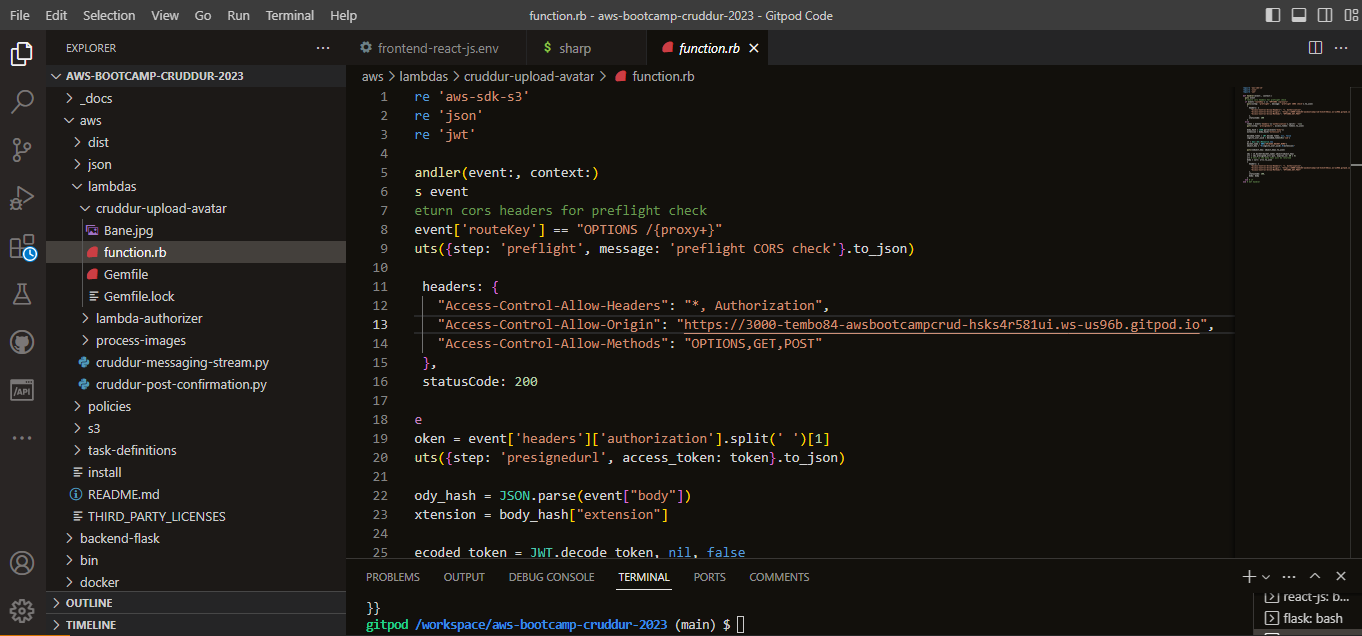 File Edit Selection View Go Run Terminal Help
function.rb - aws-bootcamp-cruddur-2023 - Gitpod Code
EXPLORER
AWS-BOOTCAMP-CRUDDUR-2023
_docs
aws
dist
json
lambdas
cruddur-upload-avatar
Bane.jpg
function.rb
Gemfile
Gemfile.lock
lambda-authorizer
process-images
cruddur-messaging-stream.py
cruddur-post-confirmation.py
policies
s3
task-definitions
install
README.md
THIRD_PARTY_LICENSES
backend-flask
bin
docker
OUTLINE
TIMELINE
frontend-react-js.env
$ sharp
function.rb
aws > lambdas > cruddur-upload-avatar > function.rb
1 re 'aws-sdk-s3'
2 re 'json'
3 re 'jwt'
4
5 andler(event:, context:)
6 s event
7 eturn cors headers for preflight check
8 event['routeKey'] == "OPTIONS /{proxy+}"
9 uts({step: 'preflight', message: 'preflight CORS check'}.to_json)
10
11 headers: {
12 "Access-Control-Allow-Headers": "*, Authorization",
13 "Access-Control-Allow-Origin": "https://3000-tembo84-awsbootcampcrud-hsks4r581ui.ws-us96b.gitpod.io",
14 "Access-Control-Allow-Methods": "OPTIONS,GET,POST"
15 },
16 statusCode: 200
17
18 e
19 oken = event['headers']['authorization'].split(' ')[1]
20 uts({step: 'presignedurl', access_token: token}.to_json)
21
22 ody_hash = JSON.parse(event["body"])
23 xtension = body_hash["extension"]
24
25 ecoded_token = JWT.decode token, nil, false
PROBLEMS OUTPUT DEBUG CONSOLE TERMINAL PORTS COMMENTS
}}
gitpod /workspace/aws-bootcamp-cruddur-2023 (main) $
react-js: b...
flask: bash
/API